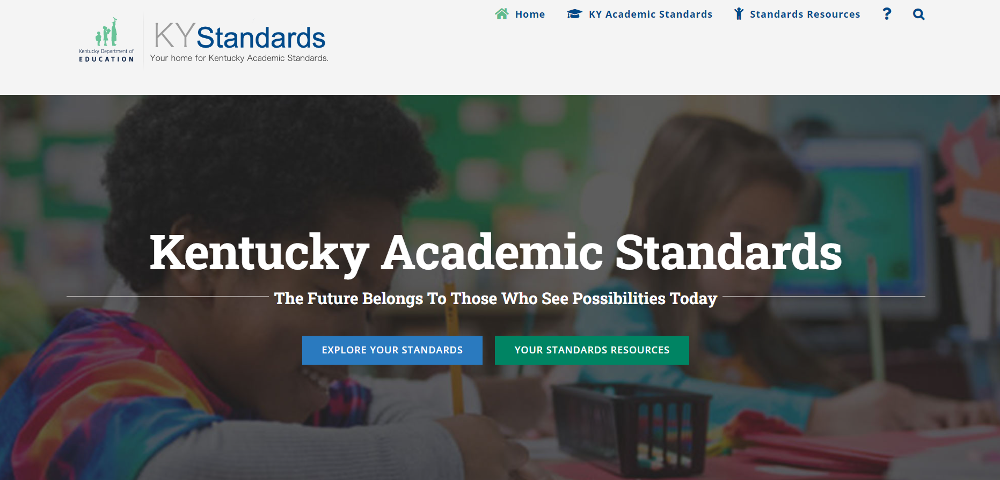 Kentucky Department of
EDUCATION
KYStandards
Your home for Kentucky Academic Standards.
Home
KY Academic Standards
Standards Resources
?
Kentucky Academic Standards
The Future Belongs To Those Who See Possibilities Today
EXPLORE YOUR STANDARDS
YOUR STANDARDS RESOURCES